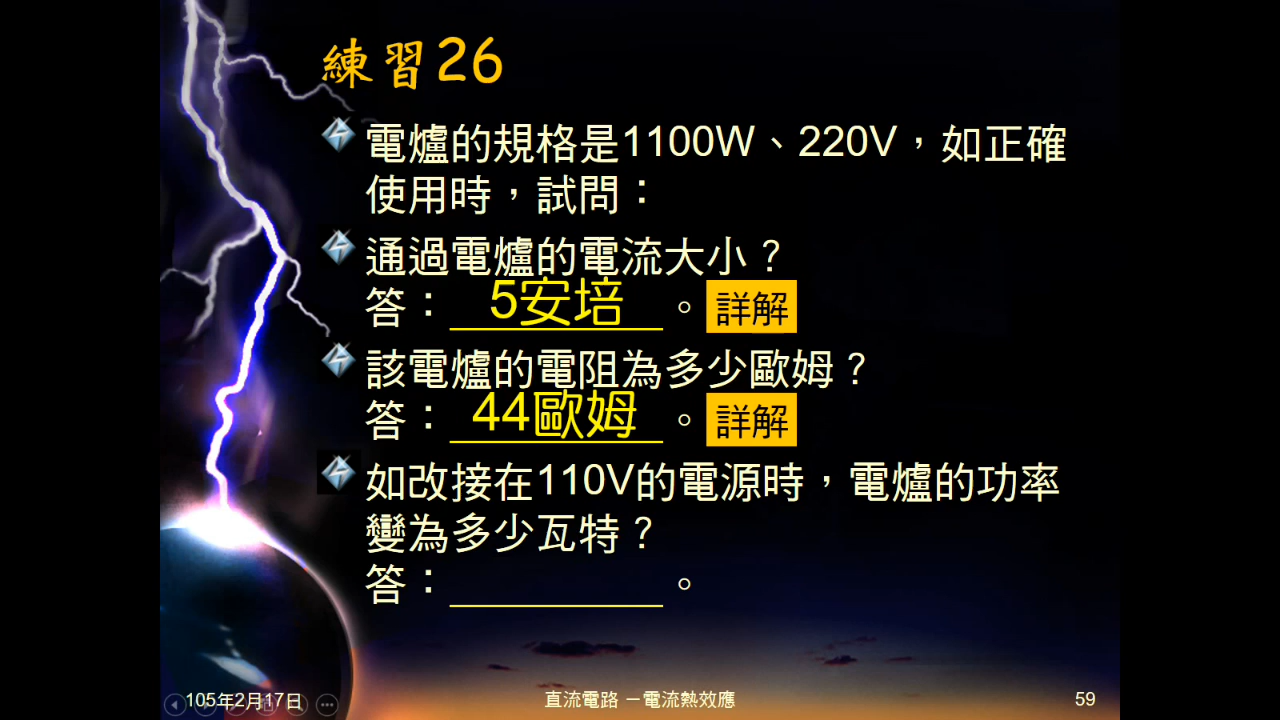 練習26
電爐的規格是1100W、220V，如正確
使用時，試問：
通過電爐的電流大小？
答：5安培。詳解
該電爐的電阻為多少歐姆？
答：44歐姆。詳解
如改接在110V的電源時，電爐的功率
變為多少瓦特？
答：＿＿＿＿＿。
105年2月17日 直流電路 －電流熱效應 59